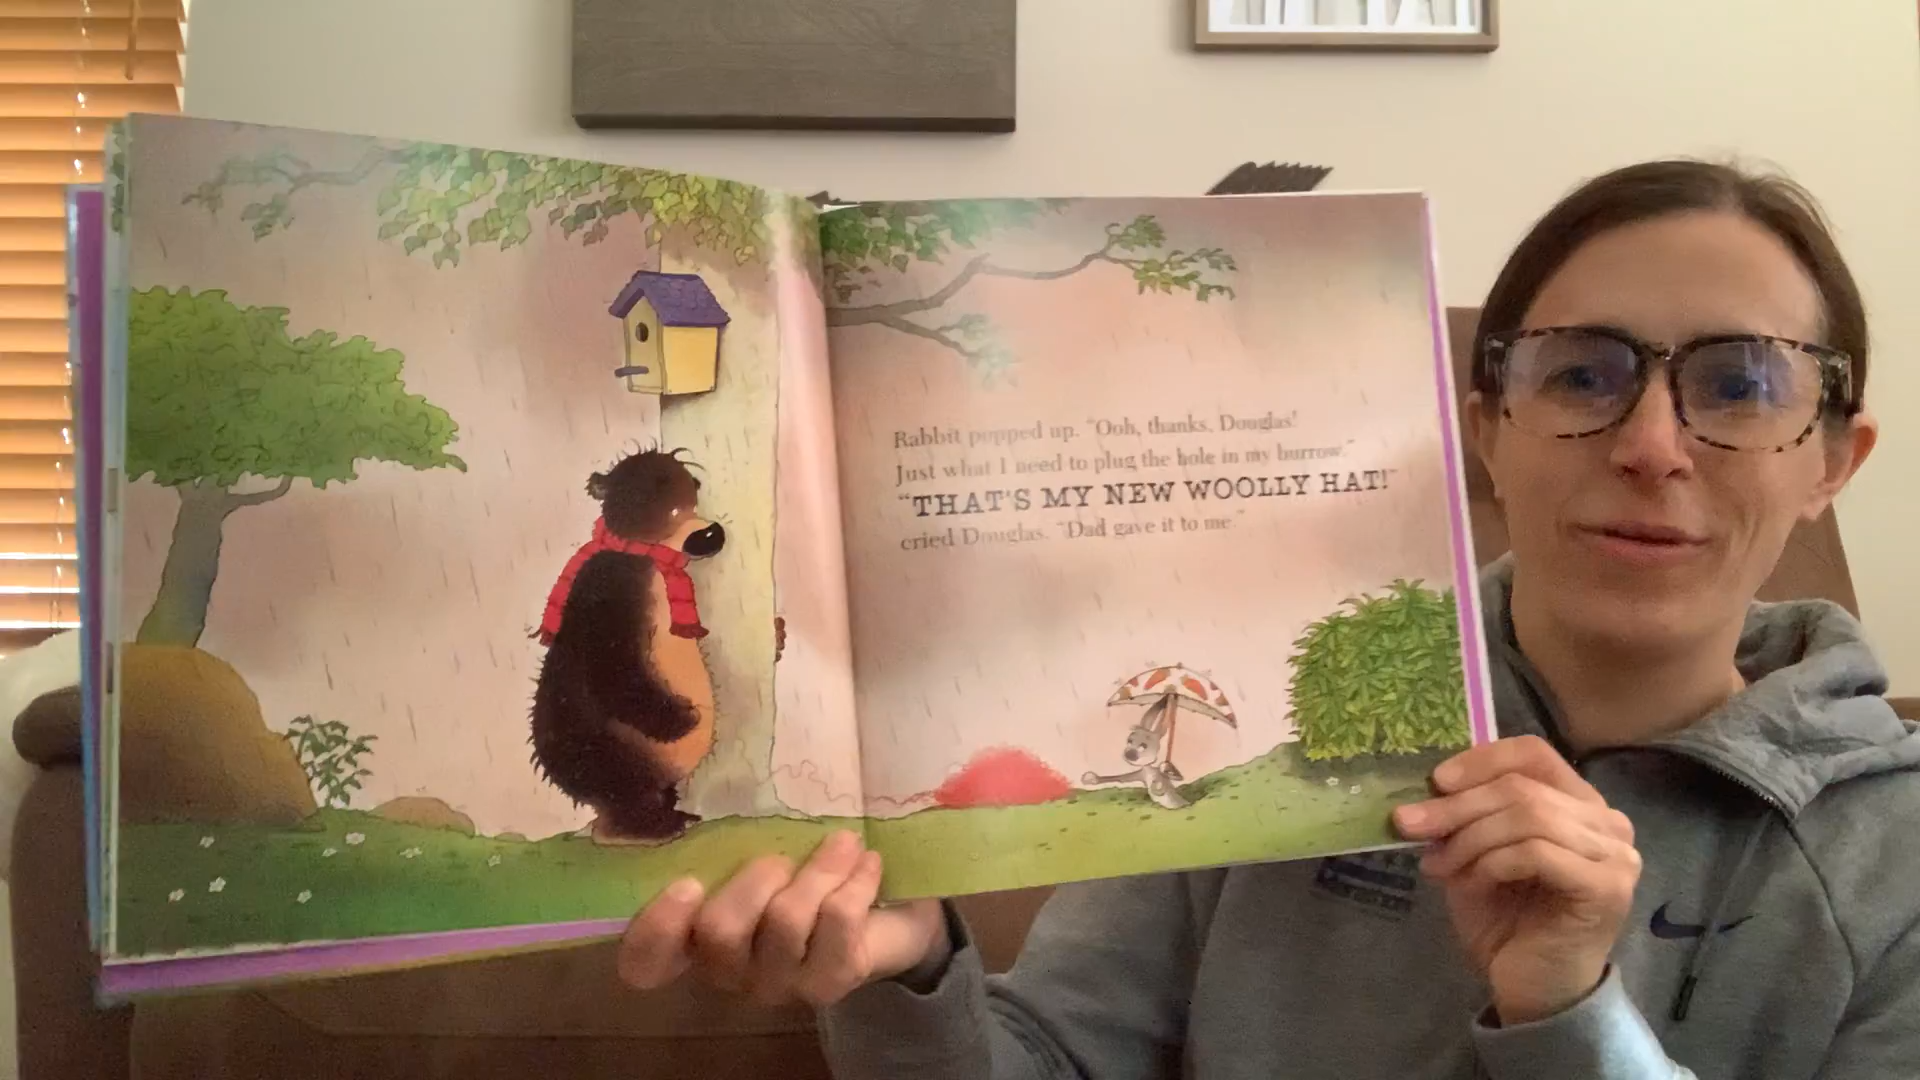 Rabbit popped up. "Ooh, thanks, Douglas!
Just what I need to plug the hole in my burrow."
"THAT'S MY NEW WOOLLY HAT!"
cried Douglas. "Dad gave it to me."